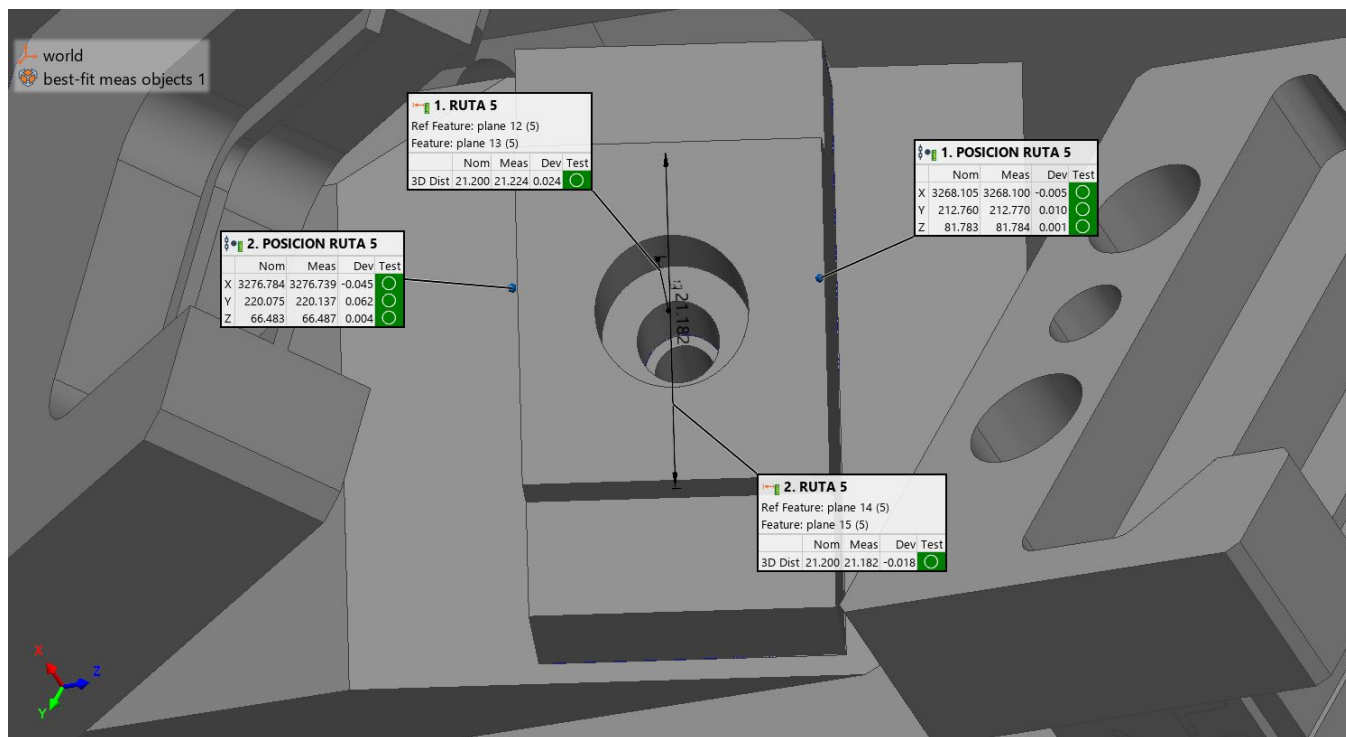 world
best-fit meas objects 1
1. RUTA 5
Ref Feature: plane 12 (5)
Feature: plane 13 (5)
Nom Meas Dev Test
3D Dist 21.200 21.224 0.024
1. POSICION RUTA 5
Nom Meas Dev Test
X 3268.105 3268.100 -0.005
Y 212.760 212.770 0.010
Z 81.783 81.784 0.001
2. POSICION RUTA 5
Nom Meas Dev Test
X 3276.784 3276.739 -0.045
Y 220.075 220.137 0.062
Z 66.483 66.487 0.004
21.182
2. RUTA 5
Ref Feature: plane 14 (5)
Feature: plane 15 (5)
Nom Meas Dev Test
3D Dist 21.200 21.182 -0.018
X
Z
Y